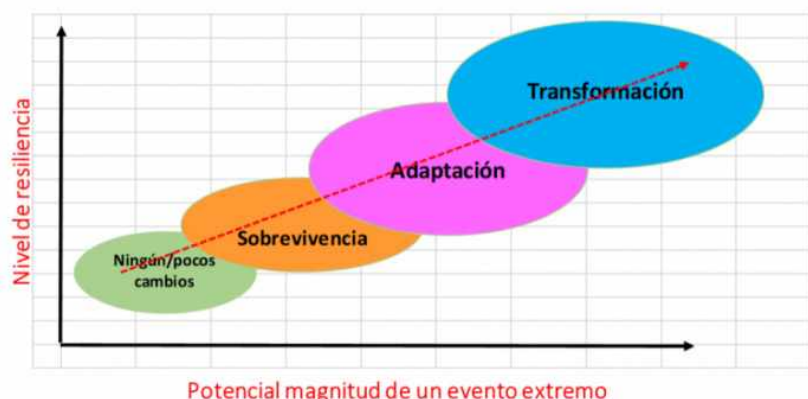 Nivel de resiliencia
Transformación
Adaptación
Sobrevivencia
Ningún/pocos
cambios
Potencial magnitud de un evento extremo